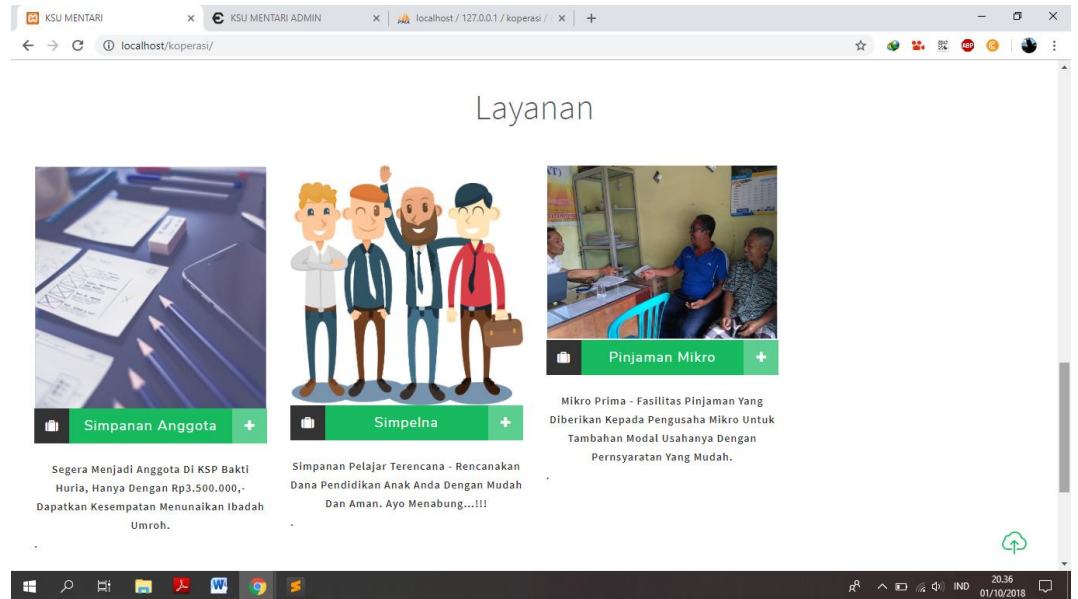 KSU MENTARI
KSU MENTARI ADMIN
localhost / 127.0.0.1 / koperasi /
localhost/koperasi/
ABP
Layanan
Simpanan Anggota
Segera Menjadi Anggota Di KSP Bakti
Huria, Hanya Dengan Rp3.500.000,-
Dapatkan Kesempatan Menunaikan Ibadah
Umroh.
.
Simpelna
Simpanan Pelajar Terencana - Rencanakan
Dana Pendidikan Anak Anda Dengan Mudah
Dan Aman. Ayo Menabung...!!!
.
Pinjaman Mikro
Mikro Prima - Fasilitas Pinjaman Yang
Diberikan Kepada Pengusaha Mikro Untuk
Tambahan Modal Usahanya Dengan
Pernsyaratan Yang Mudah.
.
IND
20.36
01/10/2018